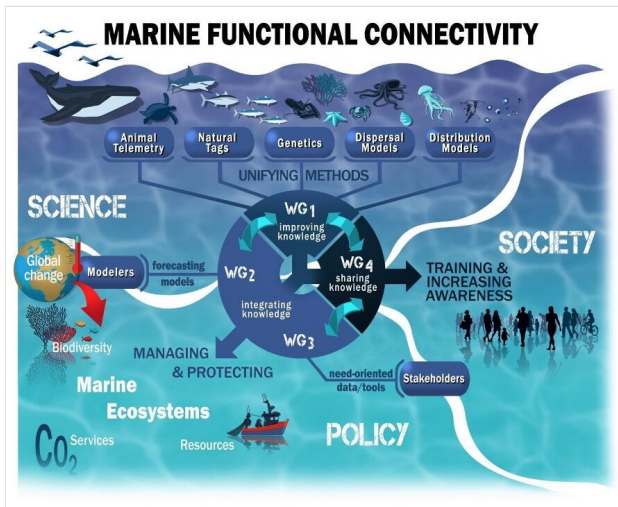 MARINE FUNCTIONAL CONNECTIVITY
Animal
Telemetry
Natural
Tags
Genetics
Dispersal
Models
Distribution
Models
UNIFYING METHODS
SCIENCE
WG1
improving
knowledge
SOCIETY
Global
change
Modelers
forecasting
models
WG2
integrating
knowledge
WG4
sharing
knowledge
TRAINING &
INCREASING
AWARENESS
Biodiversity
WG3
MANAGING
& PROTECTING
need-oriented
data/tools
Stakeholders
Marine
Ecosystems
CO2
Services
Resources
POLICY